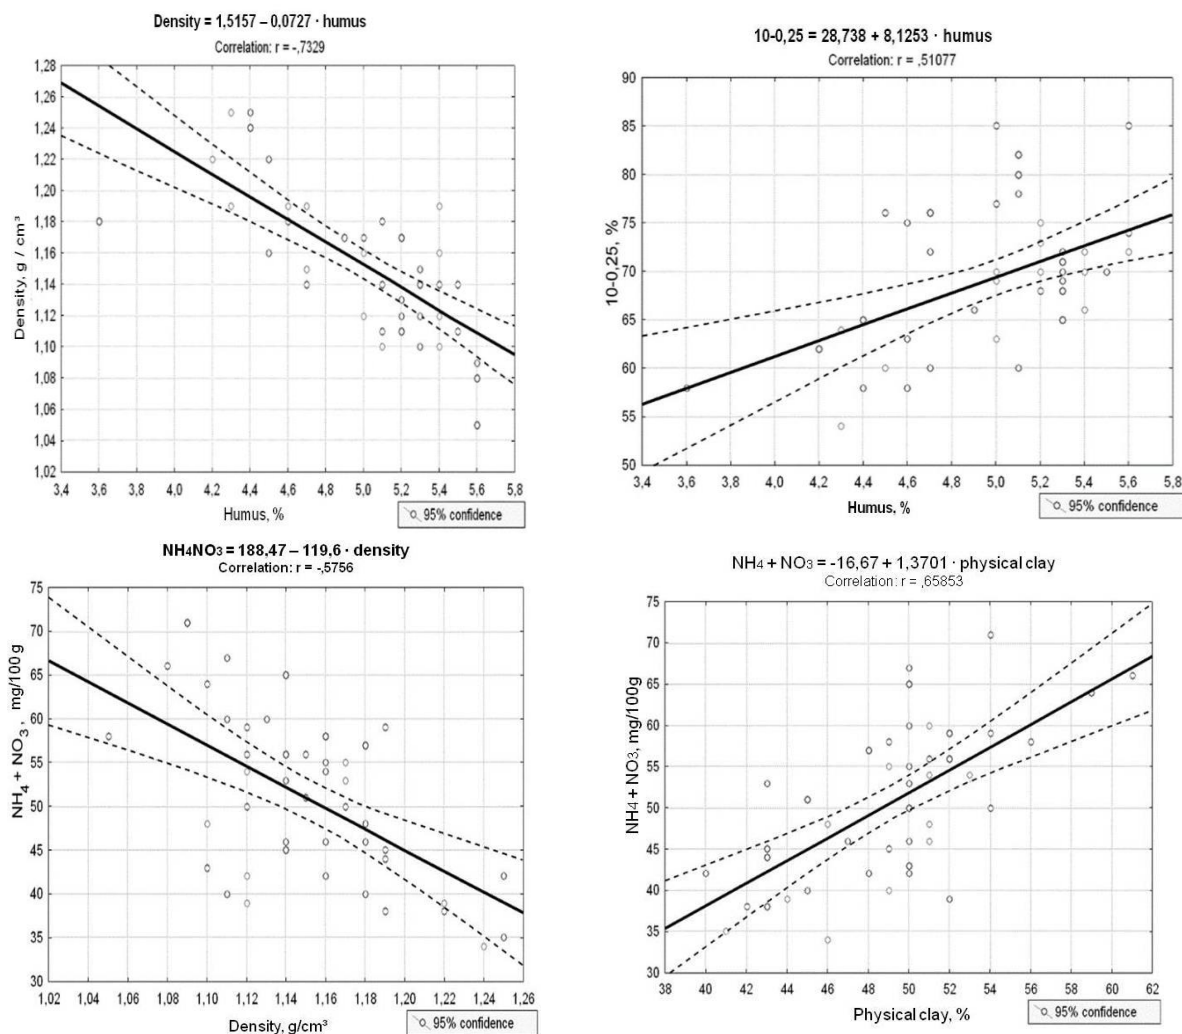 Density = 1,5157 – 0,0727 · humus
Correlation: r = -,7329
1,28
1,26
1,24
1,22
1,20
1,18
1,16
1,14
1,12
1,10
1,08
1,06
1,04
1,02
Density, g / cm³
3,4 3,6 3,8 4,0 4,2 4,4 4,6 4,8 5,0 5,2 5,4 5,6 5,8
Humus, %
95% confidence
10-0,25 = 28,738 + 8,1253 · humus
Correlation: r = ,51077
90
85
80
75
70
65
60
55
50
10-0,25, %
3,4 3,6 3,8 4,0 4,2 4,4 4,6 4,8 5,0 5,2 5,4 5,6 5,8
Humus, %
95% confidence
NH₄NO₃ = 188,47 – 119,6 · density
Correlation: r = -,5756
75
70
65
60
55
50
45
40
35
30
NH₄ + NO₃, mg/100g
1,02 1,04 1,06 1,08 1,10 1,12 1,14 1,16 1,18 1,20 1,22 1,24 1,26
Density, g/cm³
95% confidence
NH₄ + NO₃ = -16,67 + 1,3701 · physical clay
Correlation: r = ,65853
75
70
65
60
55
50
45
40
35
30
NH₄ + NO₃, mg/100g
38 40 42 44 46 48 50 52 54 56 58 60 62
Physical clay, %
95% confidence